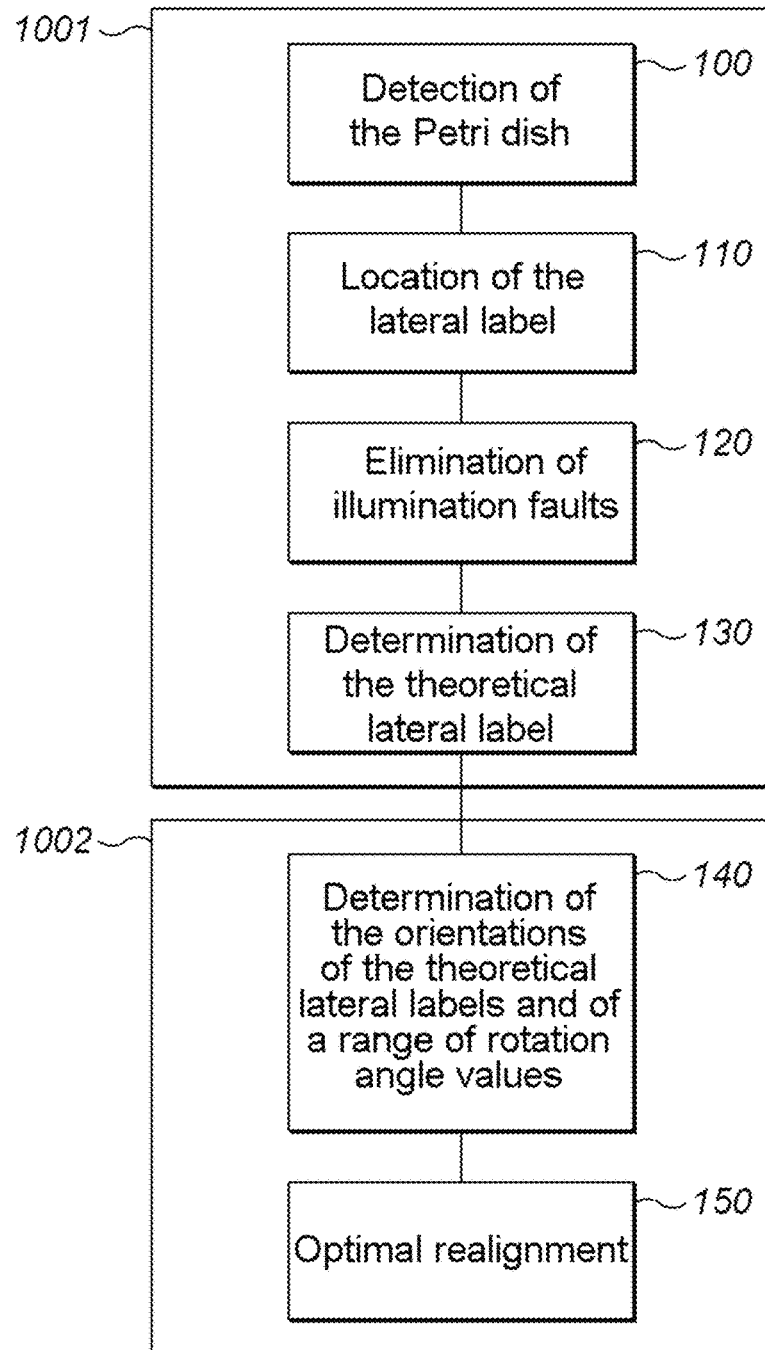 1001
100
Detection of
the Petri dish
110
Location of the
lateral label
120
Elimination of
illumination faults
130
Determination of
the theoretical
lateral label
1002
140
Determination of
the orientations
of the theoretical
lateral labels and of
a range of rotation
angle values
150
Optimal realignment